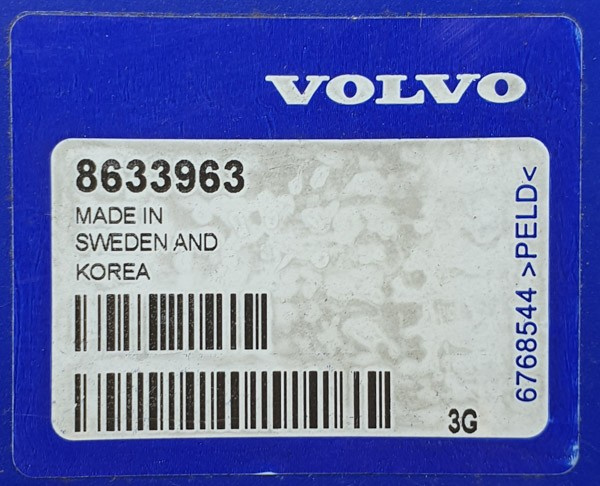 VOLVO
8633963
MADE IN
SWEDEN AND
KOREA
3G
6768544 >PELD<